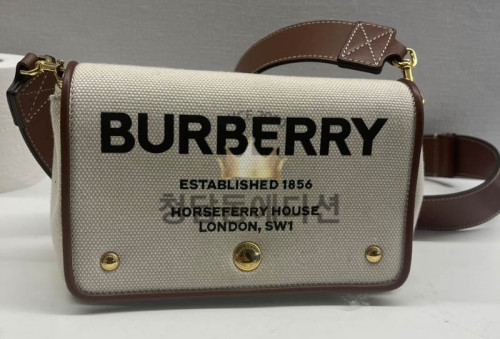 BURBERRY
ESTABLISHED 1856
청담동에디션
HORSEFERRY HOUSE
LONDON, SW1